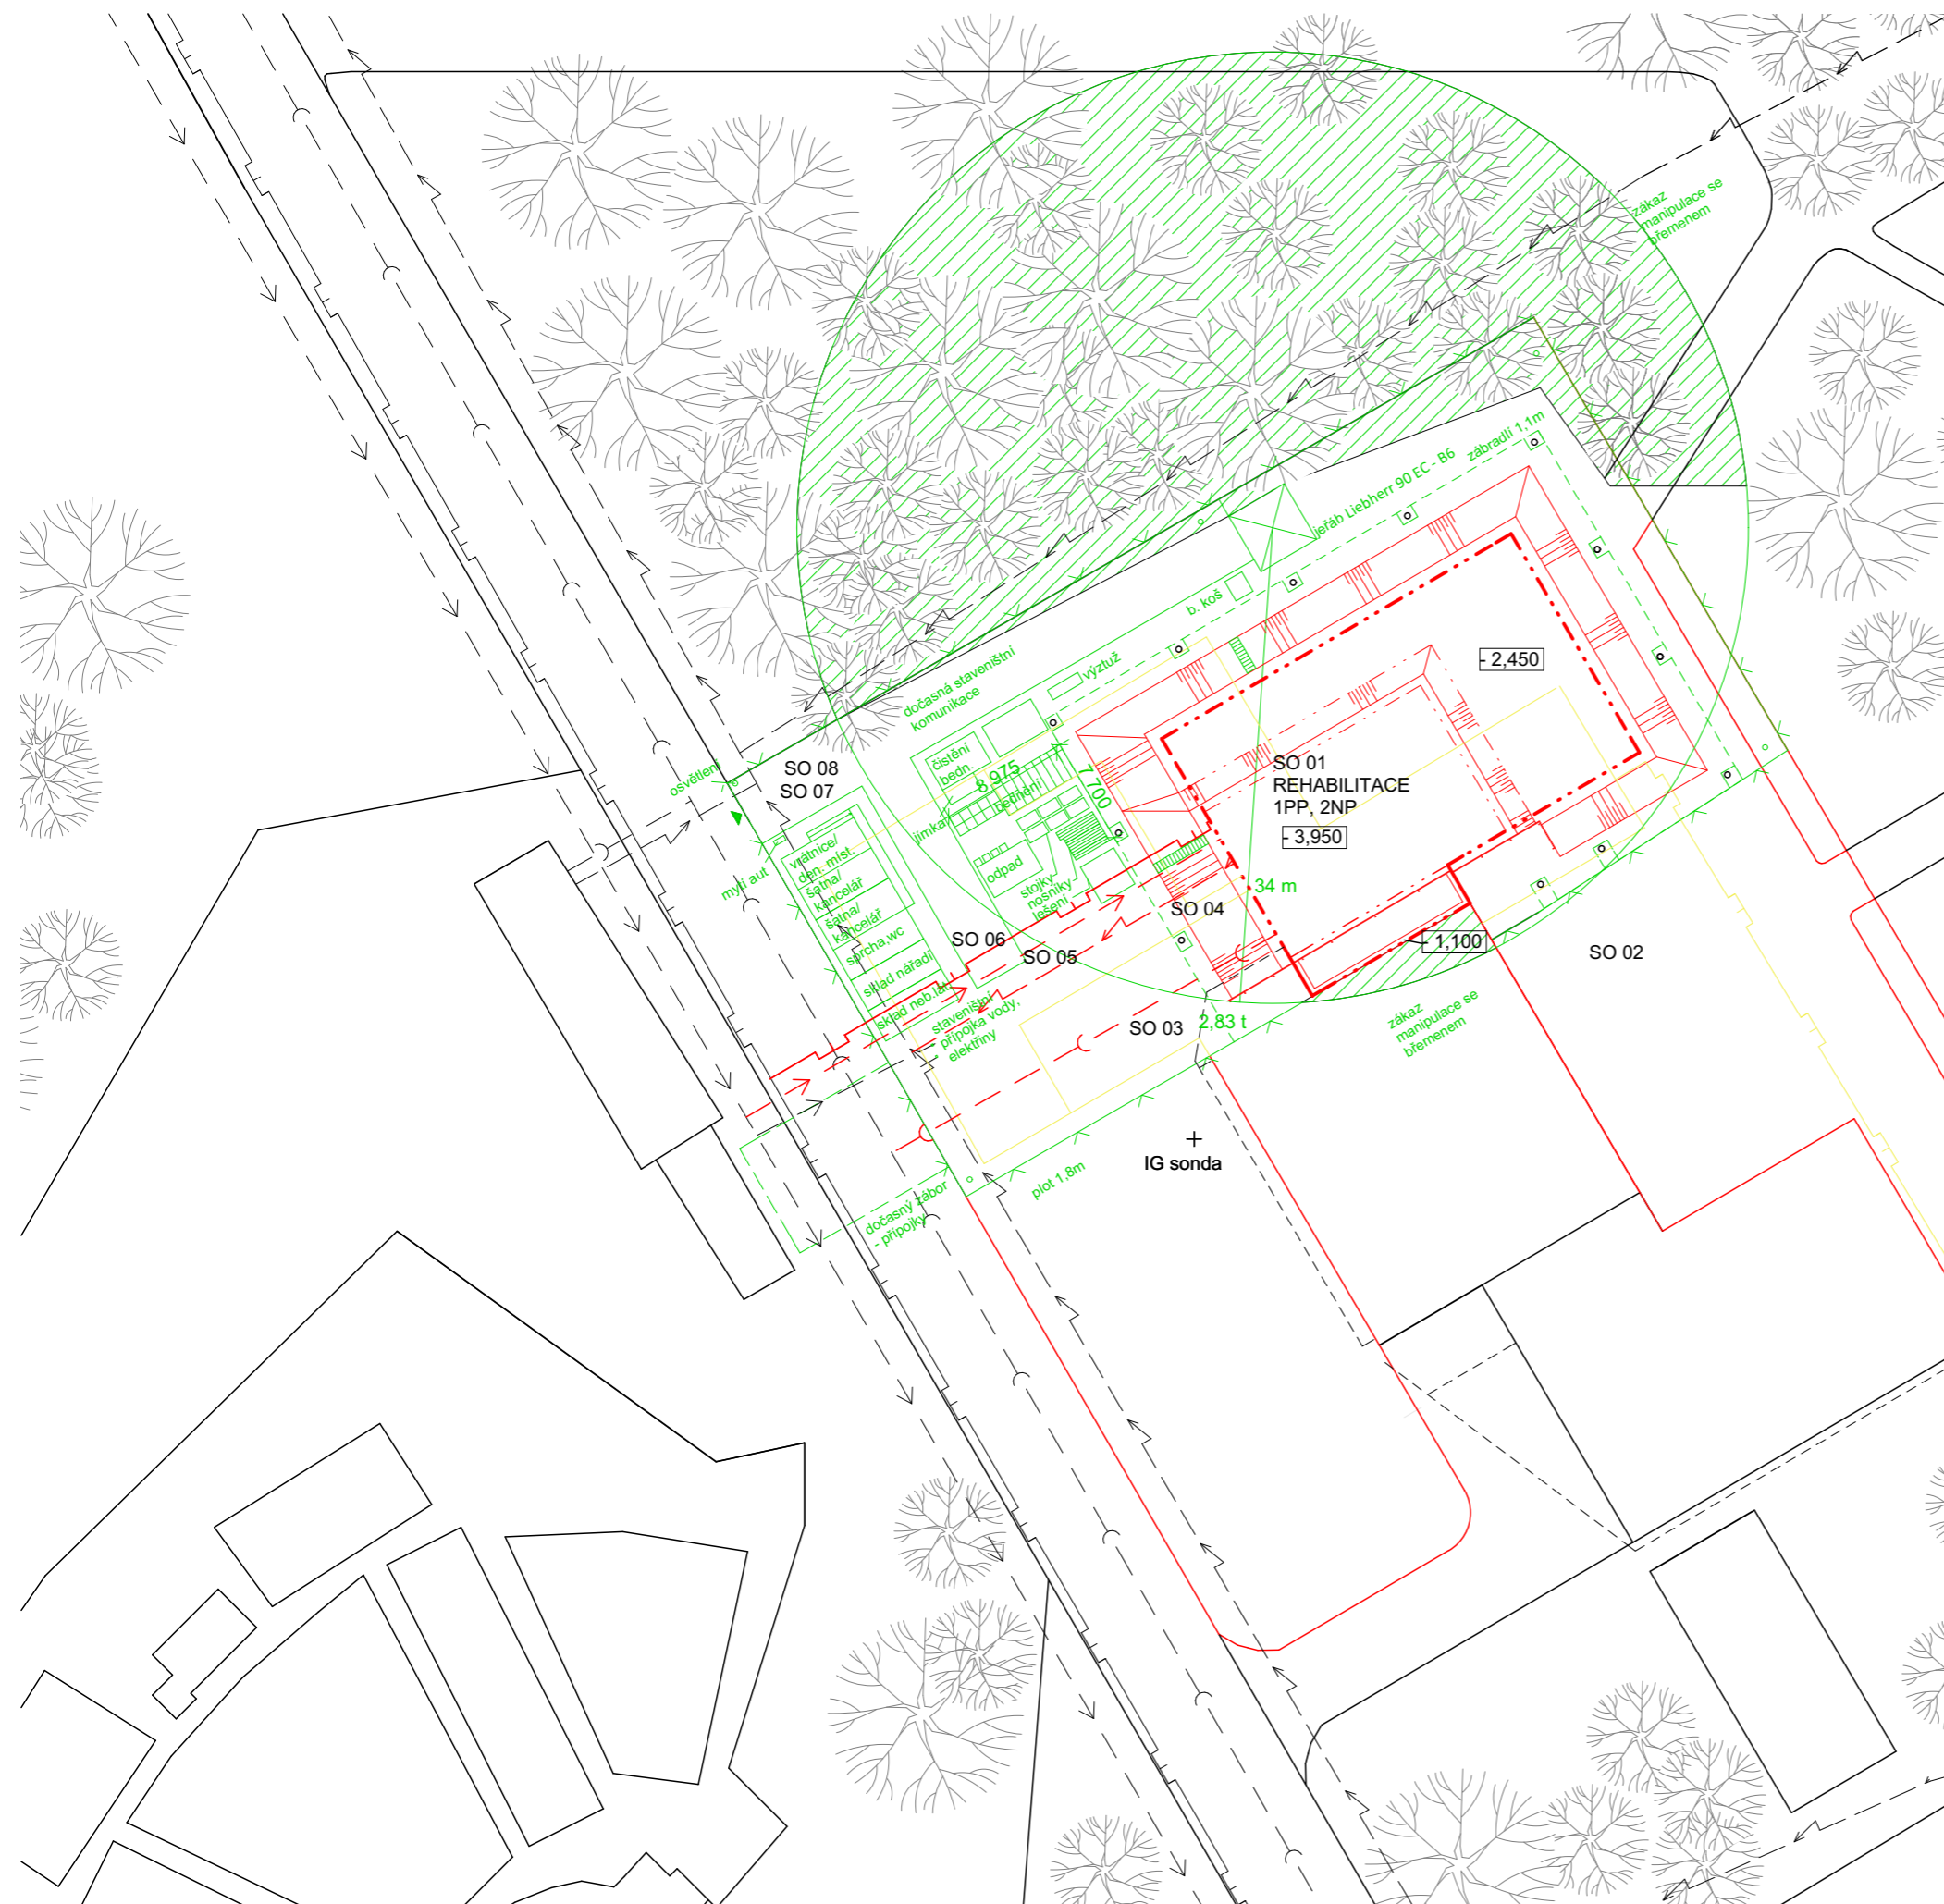 zákaz
manipulace se
břemenem
zábradlí 1,1m
jeřáb Liebherr 90 EC - B6
b. koš
výztuž
dočasná staveništní
komunikace
- 2,450
osvětlení
SO 08
SO 07
čistění
bedn.
8 975
bednění
7 700
jímka
SO 01
REHABILITACE
1PP, 2NP
- 3,950
mytí aut
vrátnice/
den. míst.
šatna/
kancelář
šatna/
kancelář
sprcha,wc
sklad nářadí
sklad neb.lát.
odpad
stojky
nosníky
lešení
34 m
SO 04
SO 06
SO 05
- 1,100
SO 02
staveništní
přípojka vody,
elektřiny
SO 03
2,83 t
zákaz
manipulace se
břemenem
IG sonda
plot 1,8m
dočasný zábor
- přípojky